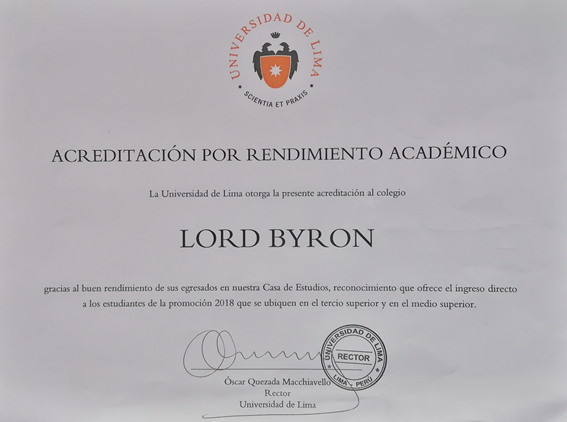 UNIVERSIDAD DE LIMA
SCIENTIA ET PRAXIS
ACREDITACIÓN POR RENDIMIENTO ACADÉMICO
La Universidad de Lima otorga la presente acreditación al colegio
LORD BYRON
gracias al buen rendimiento de sus egresados en nuestra Casa de Estudios, reconocimiento que ofrece el ingreso directo
a los estudiantes de la promoción 2018 que se ubiquen en el tercio superior y en el medio superior.
UNIVERSIDAD DE LIMA
RECTOR
LIMA - PERÚ
Óscar Quezada Macchiavello
Rector
Universidad de Lima